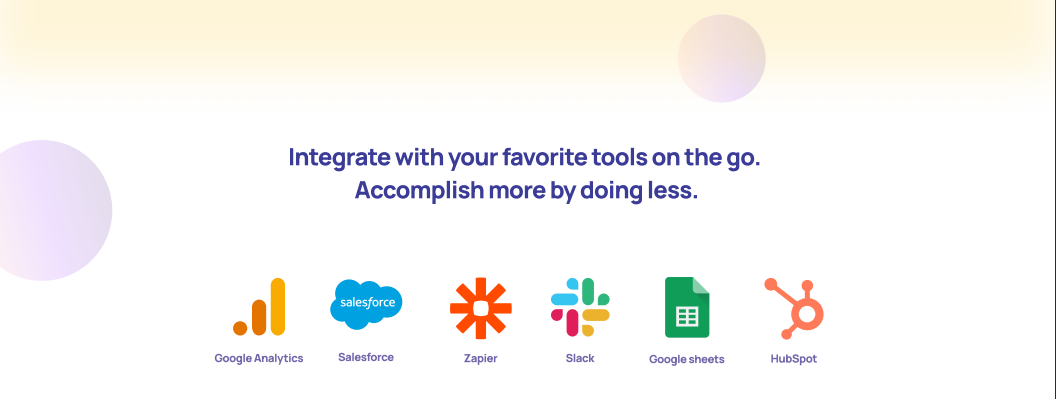 Integrate with your favorite tools on the go.
Accomplish more by doing less.
salesforce
Google Analytics
Salesforce
Zapier
Slack
Google sheets
HubSpot